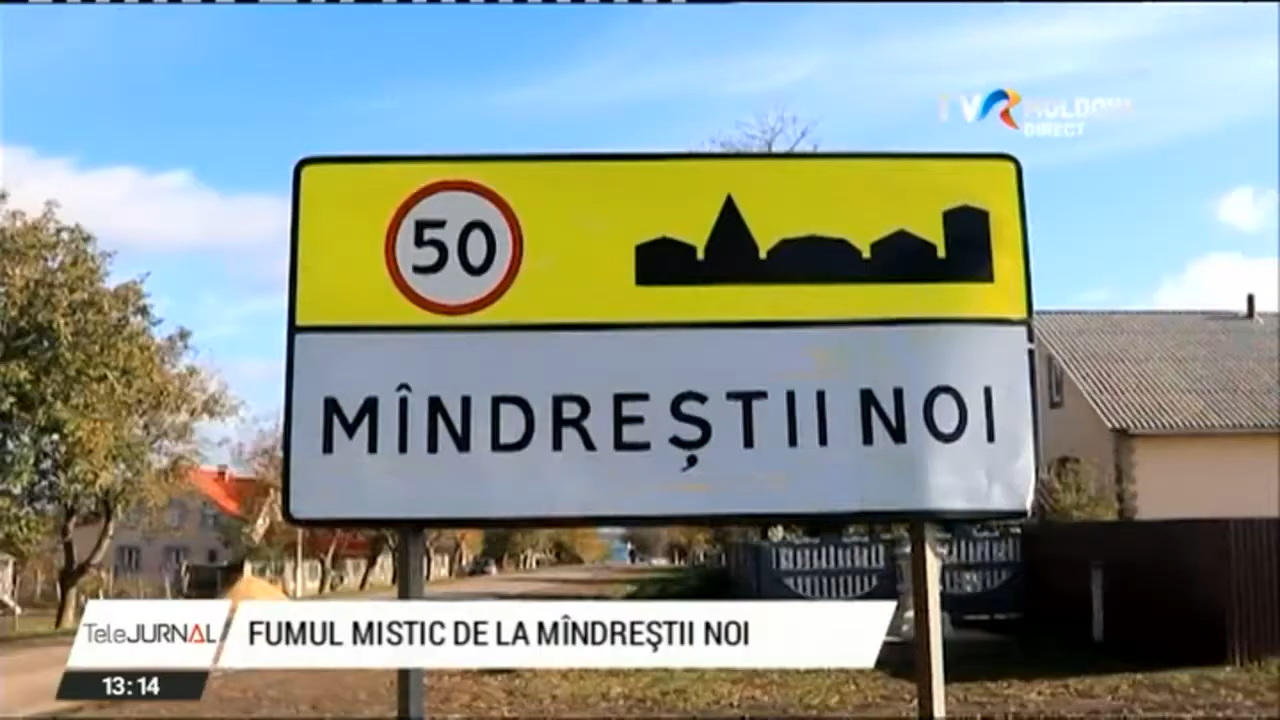 TVR MOLDOVA
DIRECT
50
MÎNDREȘTII NOI
TeleJURNAL
FUMUL MISTIC DE LA MÎNDREŞTII NOI
13:14